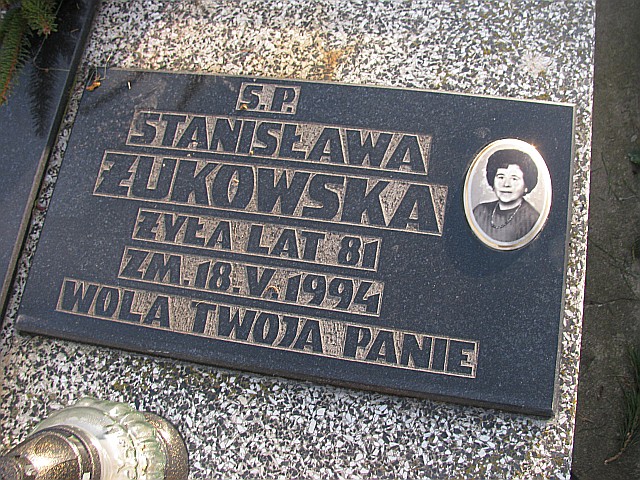 Ś.P.
STANISŁAWA
ŻUKOWSKA
ŻYŁA LAT 81
ZM. 18.V.1994
WOLA TWOJA PANIE